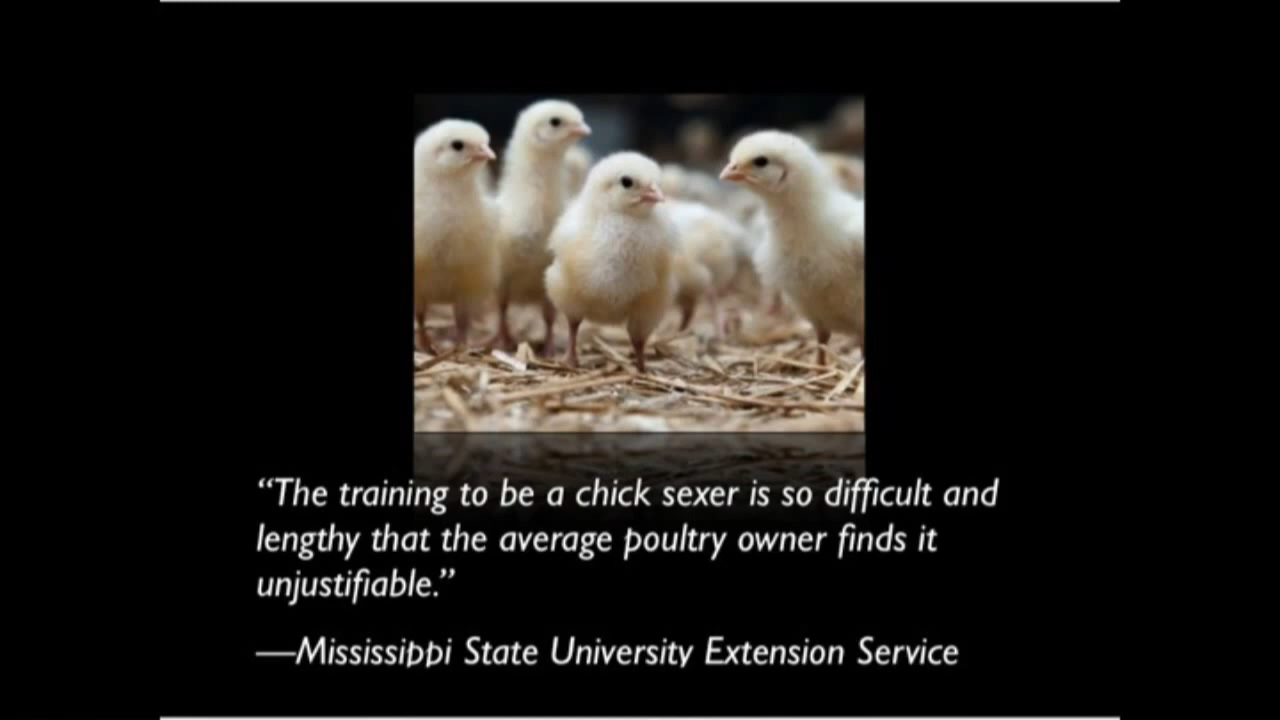 “The training to be a chick sexer is so difficult and
lengthy that the average poultry owner finds it
unjustifiable.”
—Mississippi State University Extension Service